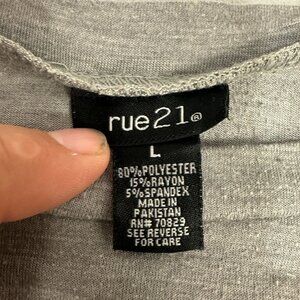 rue21®
L
80%POLYESTER
15%RAYON
5%SPANDEX
MADE IN
PAKISTAN
RN# 70829
SEE REVERSE
FOR CARE